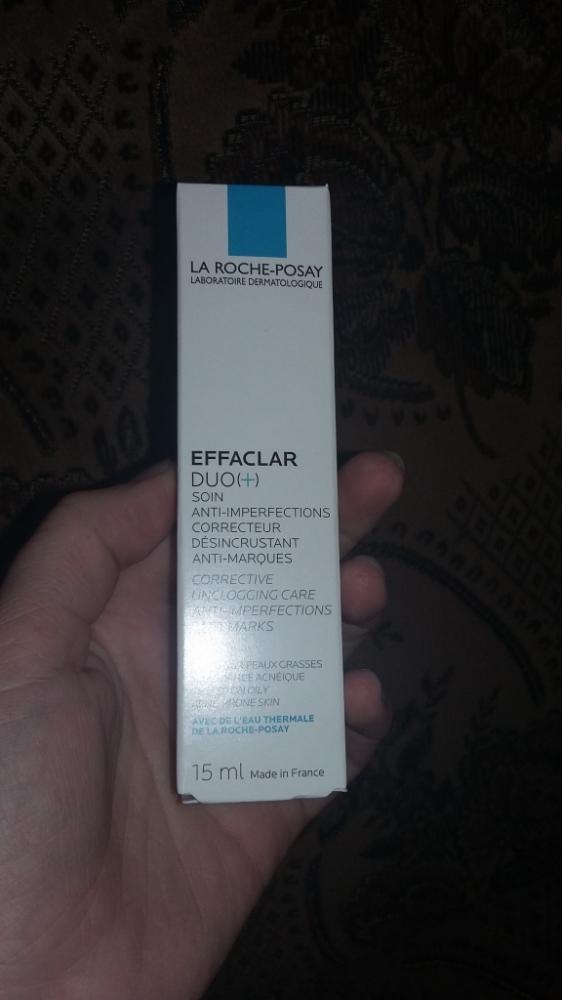 LA ROCHE-POSAY
LABORATOIRE DERMATOLOGIQUE
EFFACLAR
DUO(+)
SOIN
ANTI-IMPERFECTIONS
CORRECTEUR
DÉSINCRUSTANT
ANTI-MARQUES
CORRECTIVE
UNCLOGGING CARE
ANTI-IMPERFECTIONS
MARKS
PEAUX GRASSES
ACNÉIQUE
ON OILY
PRONE SKIN
AVEC DE L'EAU THERMALE
DE LA ROCHE-POSAY
15 ml Made in France